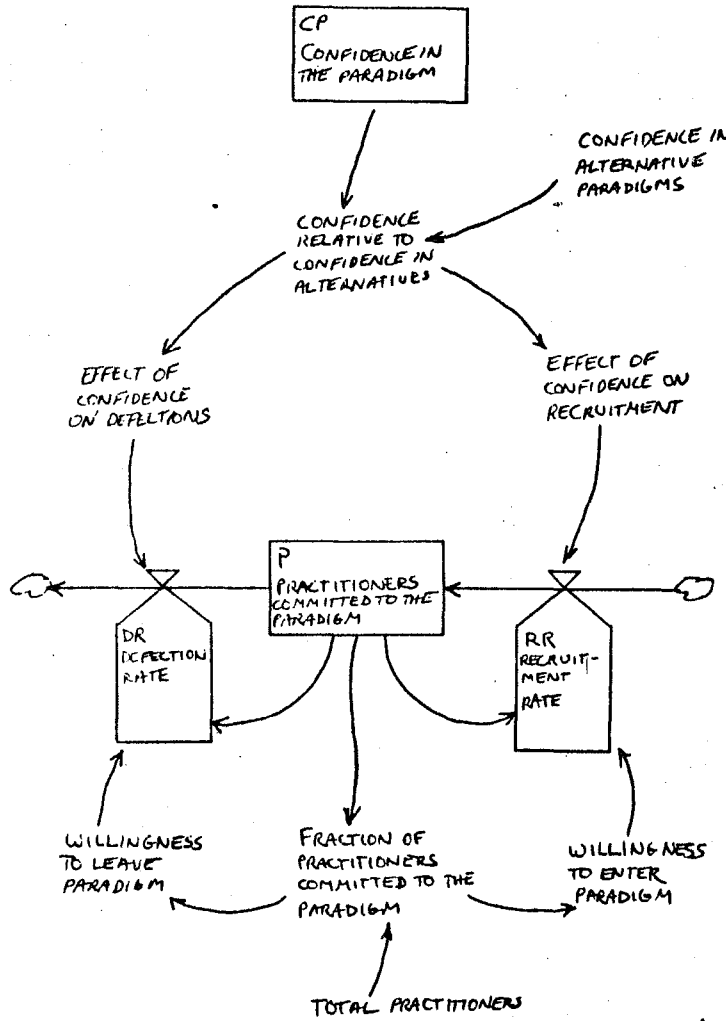 CP
CONFIDENCE IN
THE PARADIGM
CONFIDENCE IN
ALTERNATIVE
PARADIGMS
CONFIDENCE
RELATIVE TO
CONFIDENCE IN
ALTERNATIVES
EFFECT OF
CONFIDENCE
ON DEFECTIONS
EFFECT OF
CONFIDENCE ON
RECRUITMENT
P
PRACTITIONERS
COMMITTED TO THE
PARADIGM
DR
DEFECTION
RATE
RR
RECRUIT-
MENT
RATE
WILLINGNESS
TO LEAVE
PARADIGM
FRACTION OF
PRACTITIONERS
COMMITTED TO THE
PARADIGM
WILLINGNESS
TO ENTER
PARADIGM
TOTAL PRACTITIONERS